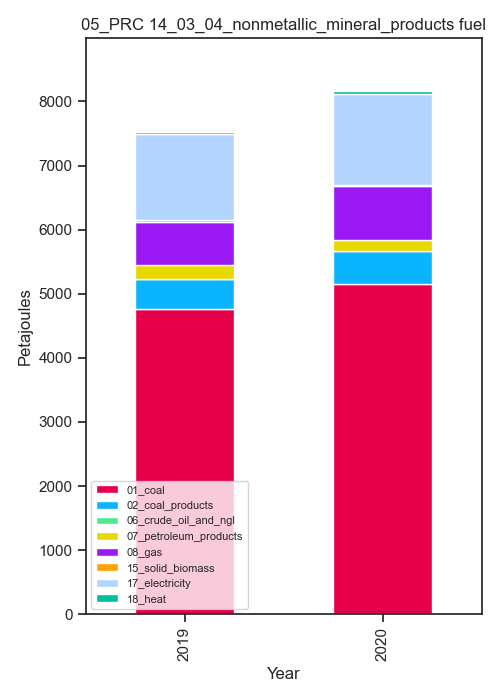 05_PRC 14_03_04_nonmetallic_mineral_products fuel
8000
7000
6000
5000
4000
3000
2000
1000
0
Petajoules
01_coal
02_coal_products
06_crude_oil_and_ngl
07_petroleum_products
08_gas
15_solid_biomass
17_electricity
18_heat
2019
2020
Year